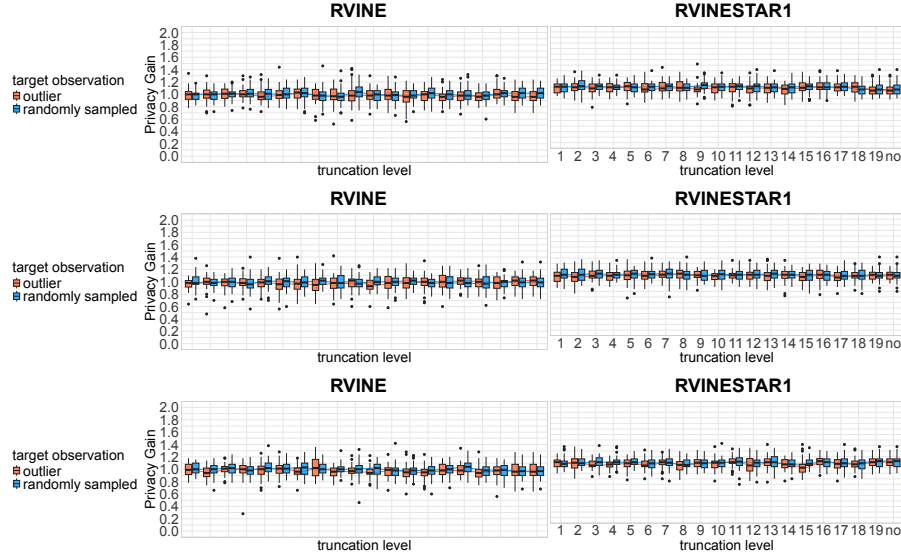 RVINE RVINESTAR1
target observation
outlier
randomly sampled
Privacy Gain
2.0
1.8
1.6
1.4
1.2
1.0
0.8
0.6
0.4
0.2
0.0
1 2 3 4 5 6 7 8 9 10 11 12 13 14 15 16 17 18 19 no
truncation level truncation level
RVINE RVINESTAR1
target observation
outlier
randomly sampled
Privacy Gain
2.0
1.8
1.6
1.4
1.2
1.0
0.8
0.6
0.4
0.2
0.0
1 2 3 4 5 6 7 8 9 10 11 12 13 14 15 16 17 18 19 no
truncation level truncation level
RVINE RVINESTAR1
target observation
outlier
randomly sampled
Privacy Gain
2.0
1.8
1.6
1.4
1.2
1.0
0.8
0.6
0.4
0.2
0.0
1 2 3 4 5 6 7 8 9 10 11 12 13 14 15 16 17 18 19 no
truncation level truncation level